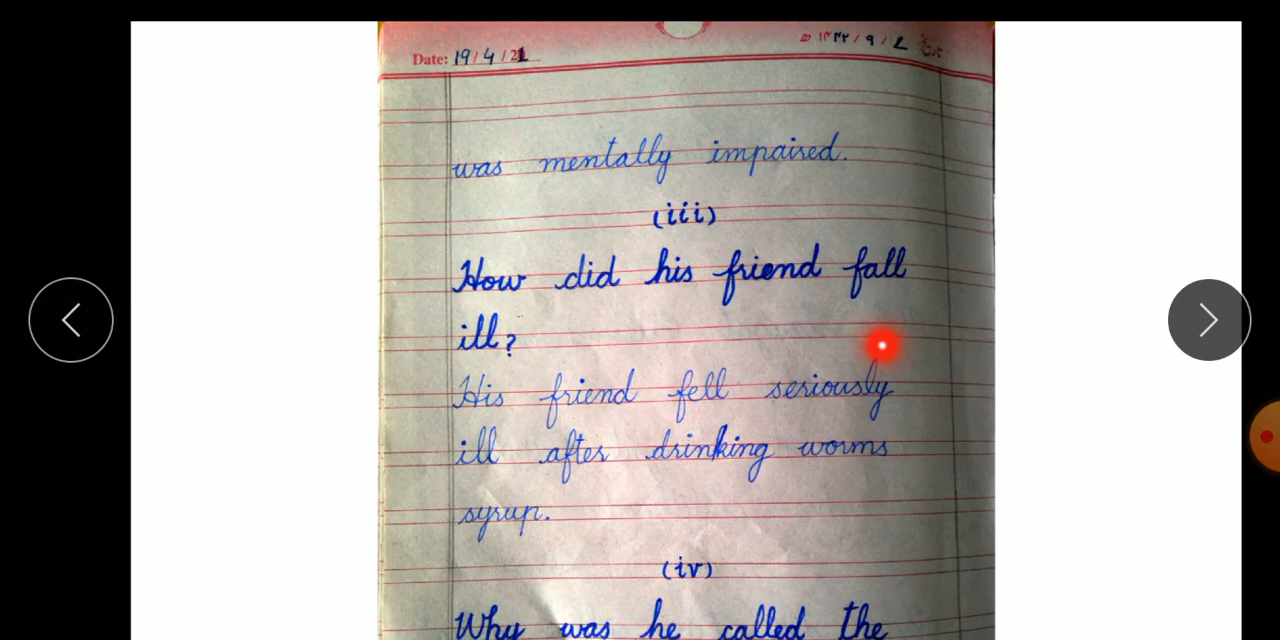 Date: 19/4/21
was mentally impaired.
(iii)
How did his friend fall
ill?
His friend fell seriously
ill after drinking worms
syrup.
(iv)
Why was he called the